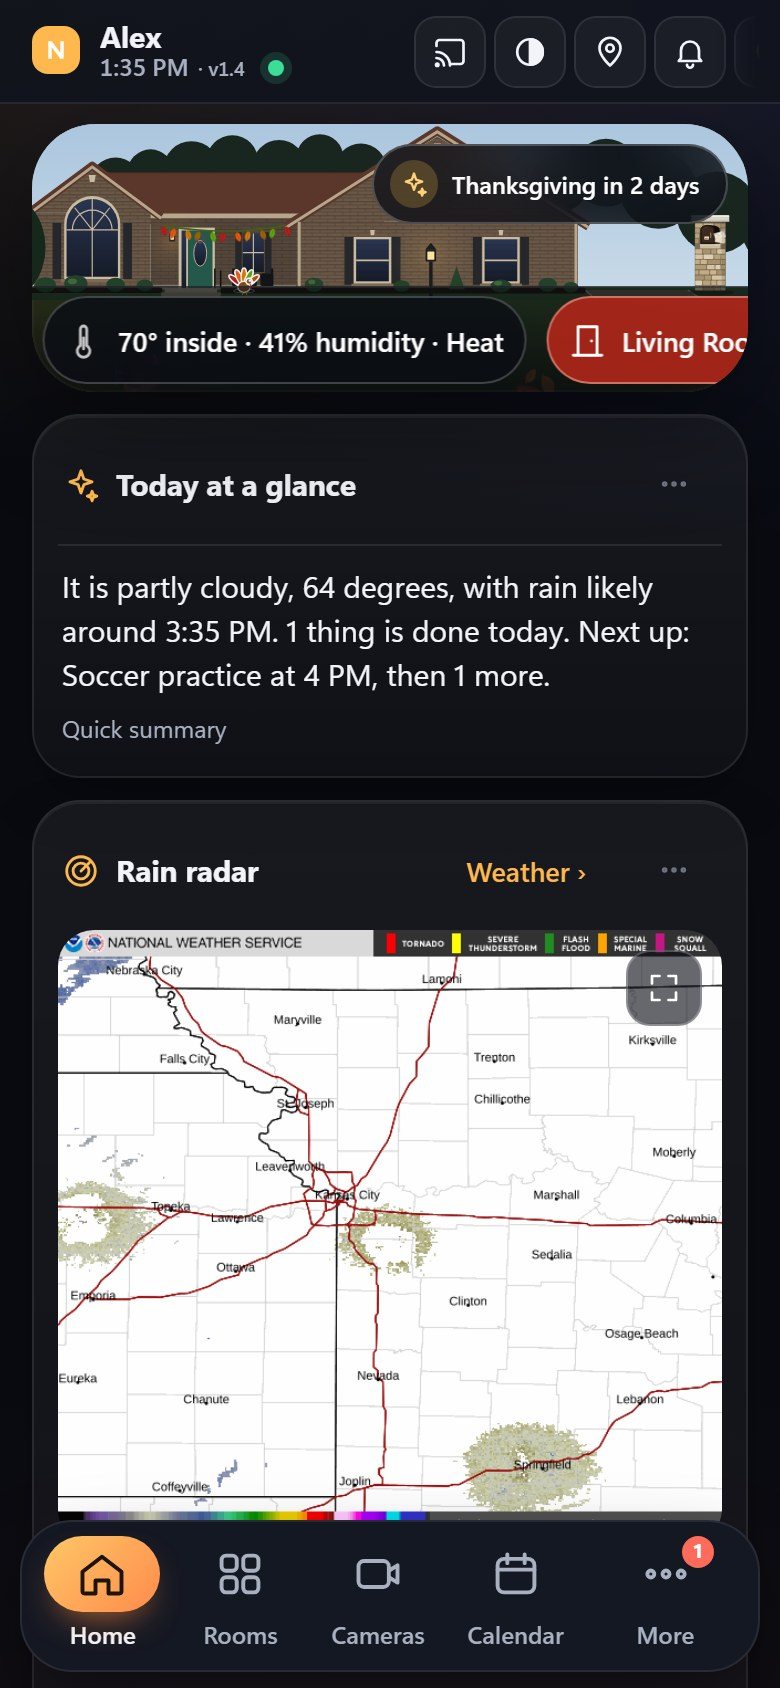 N
Alex
1:35 PM · v1.4
Thanksgiving in 2 days
70° inside · 41% humidity · Heat
Living
Today at a glance
It is partly cloudy, 64 degrees, with rain likely
around 3:35 PM. 1 thing is done today. Next up:
Soccer practice at 4 PM, then 1 more.
Quick summary
Rain radar
Weather ›
NATIONAL WEATHER SERVICE
TORNADO
SEVERE THUNDERSTORM
FLASH FLOOD
SPECIAL MARINE
SNOW SQUALL
Nebraska City
Lamoni
Maryville
Kirksville
Falls City
Trenton
St. Joseph
Chillicothe
Moberly
Leavenworth
Kansas City
Marshall
Topeka
Lawrence
Columbia
Sedalia
Ottawa
Emporia
Clinton
Osage Beach
Eureka
Nevada
Chanute
Lebanon
Springfield
Coffeyville
Joplin
1
Home
Rooms
Cameras
Calendar
More